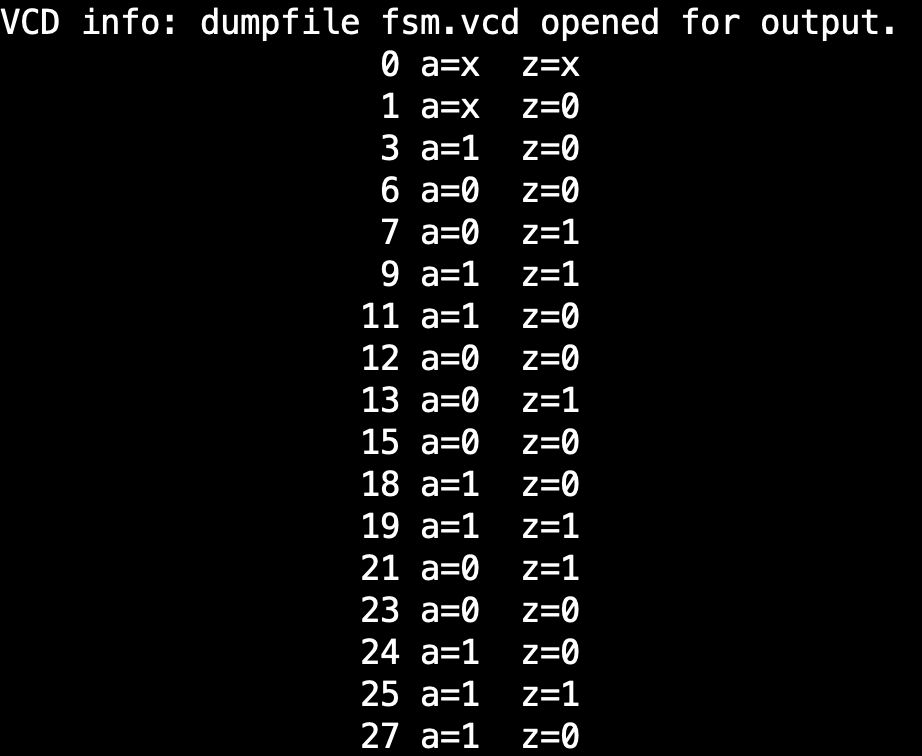 VCD info: dumpfile fsm.vcd opened for output.
0 a=x  z=x
1 a=x  z=0
3 a=1  z=0
6 a=0  z=0
7 a=0  z=1
9 a=1  z=1
11 a=1  z=0
12 a=0  z=0
13 a=0  z=1
15 a=0  z=0
18 a=1  z=0
19 a=1  z=1
21 a=0  z=1
23 a=0  z=0
24 a=1  z=0
25 a=1  z=1
27 a=1  z=0